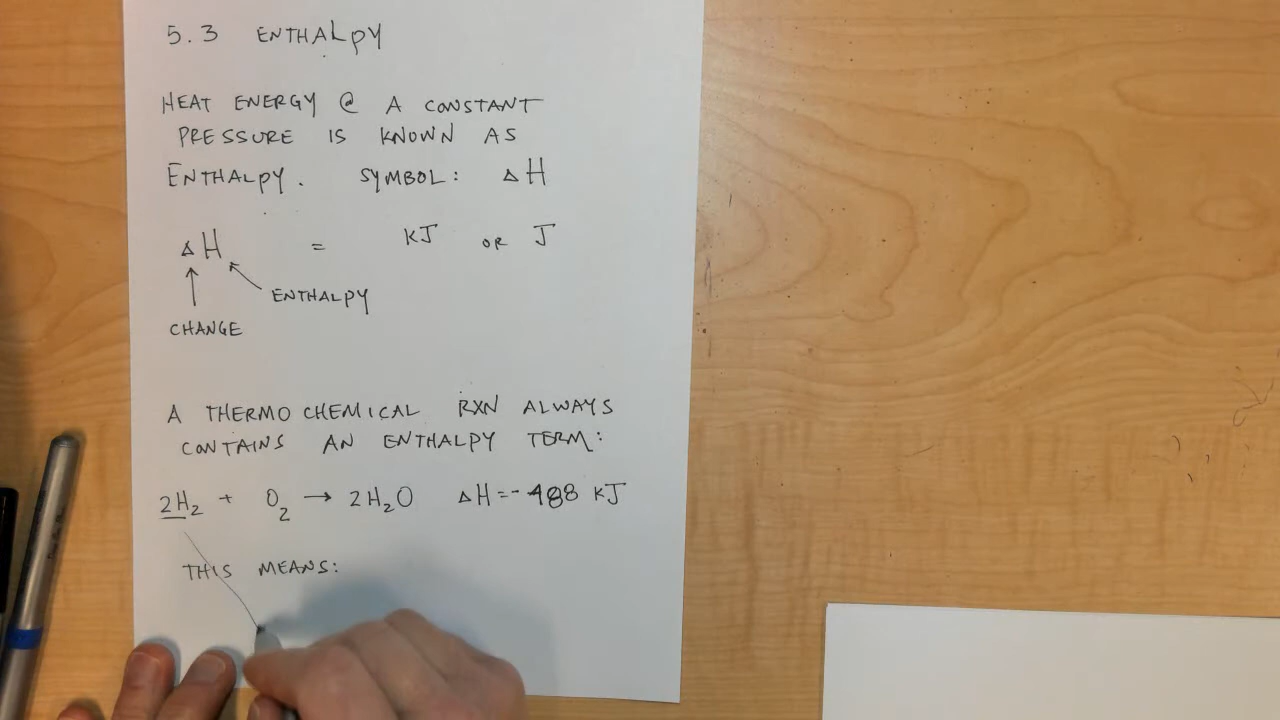 5.3 ENTHALPY
HEAT ENERGY @ A CONSTANT
PRESSURE IS KNOWN AS
ENTHALPY. SYMBOL: ΔH
ΔH = KJ OR J
ENTHALPY
CHANGE
A THERMOCHEMICAL RXN ALWAYS
CONTAINS AN ENTHALPY TERM:
2H₂ + O₂ → 2H₂O ΔH = - 488 KJ
THIS MEANS: